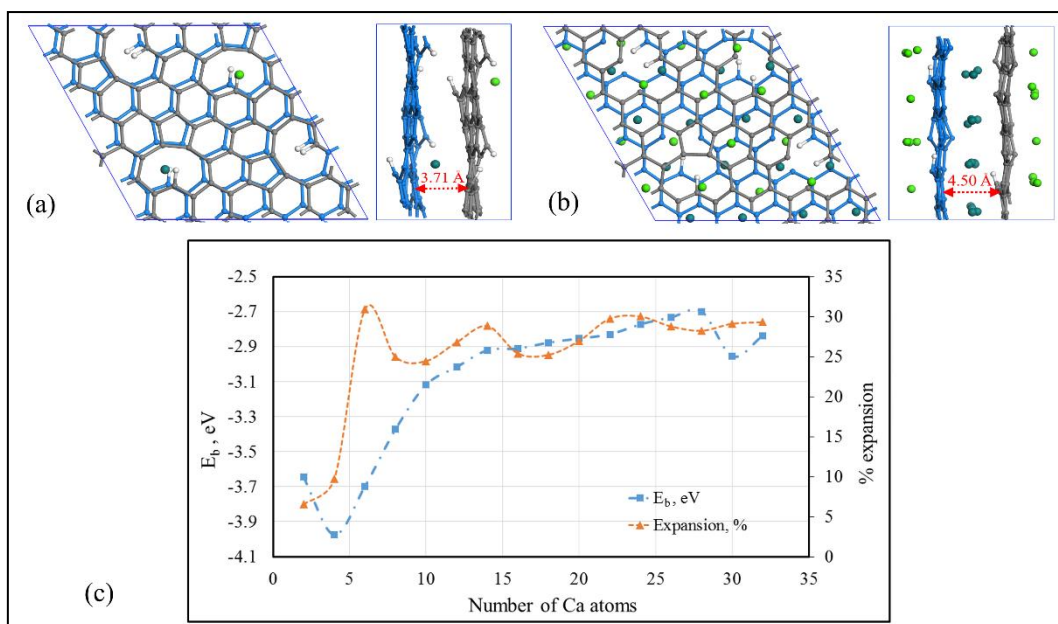 3.71 Å
(a)
4.50 Å
(b)
-2.5
-2.7
-2.9
-3.1
-3.3
-3.5
-3.7
-3.9
-4.1
E_b , eV
35
30
25
20
15
10
5
0
% expansion
E_b, eV
Expansion, %
0
5
10
15
20
25
30
35
Number of Ca atoms
(c)